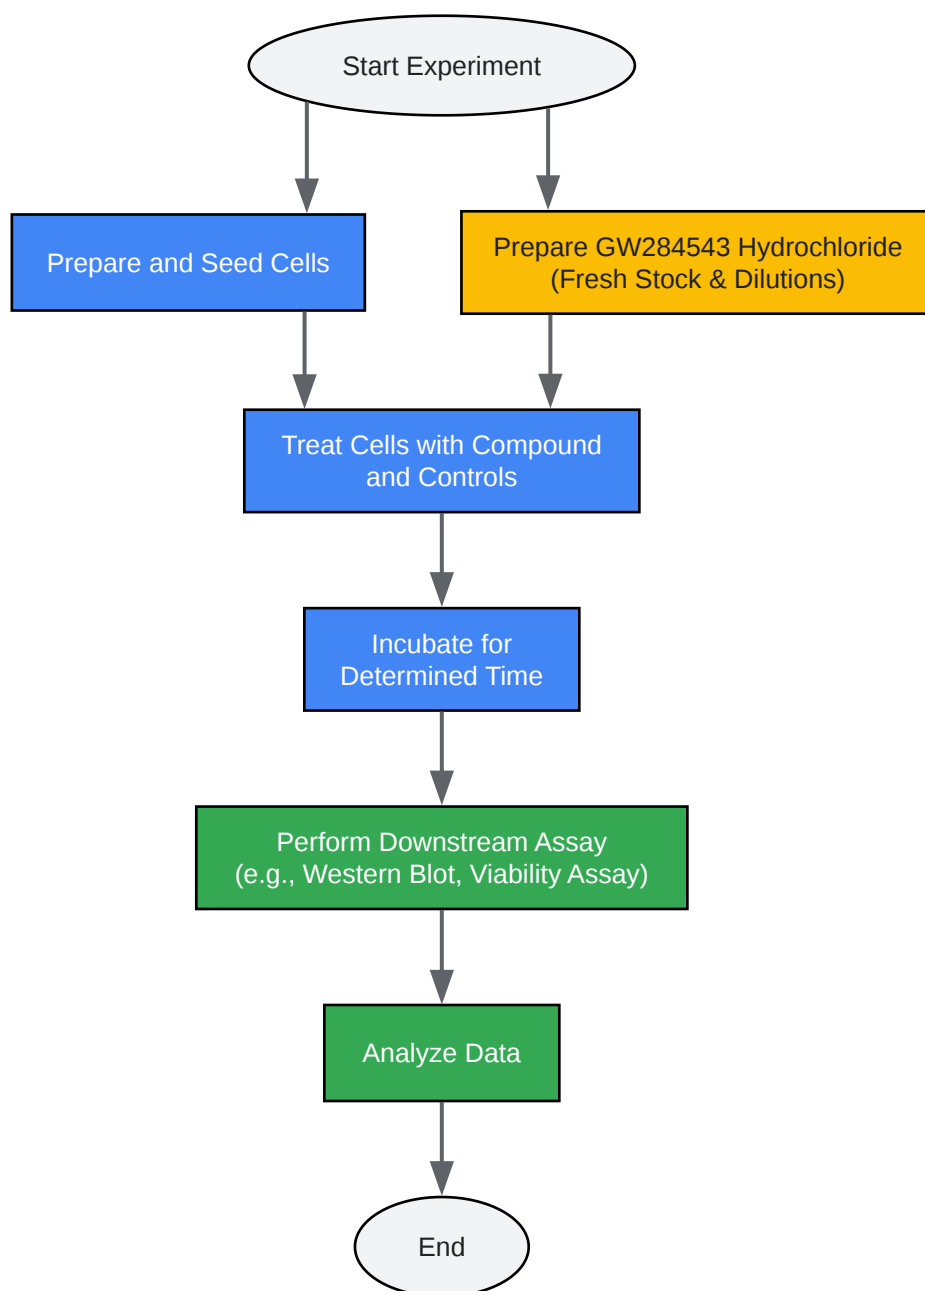 Start Experiment
Prepare and Seed Cells
Prepare GW284543 Hydrochloride
(Fresh Stock & Dilutions)
Treat Cells with Compound
and Controls
Incubate for
Determined Time
Perform Downstream Assay
(e.g., Western Blot, Viability Assay)
Analyze Data
End